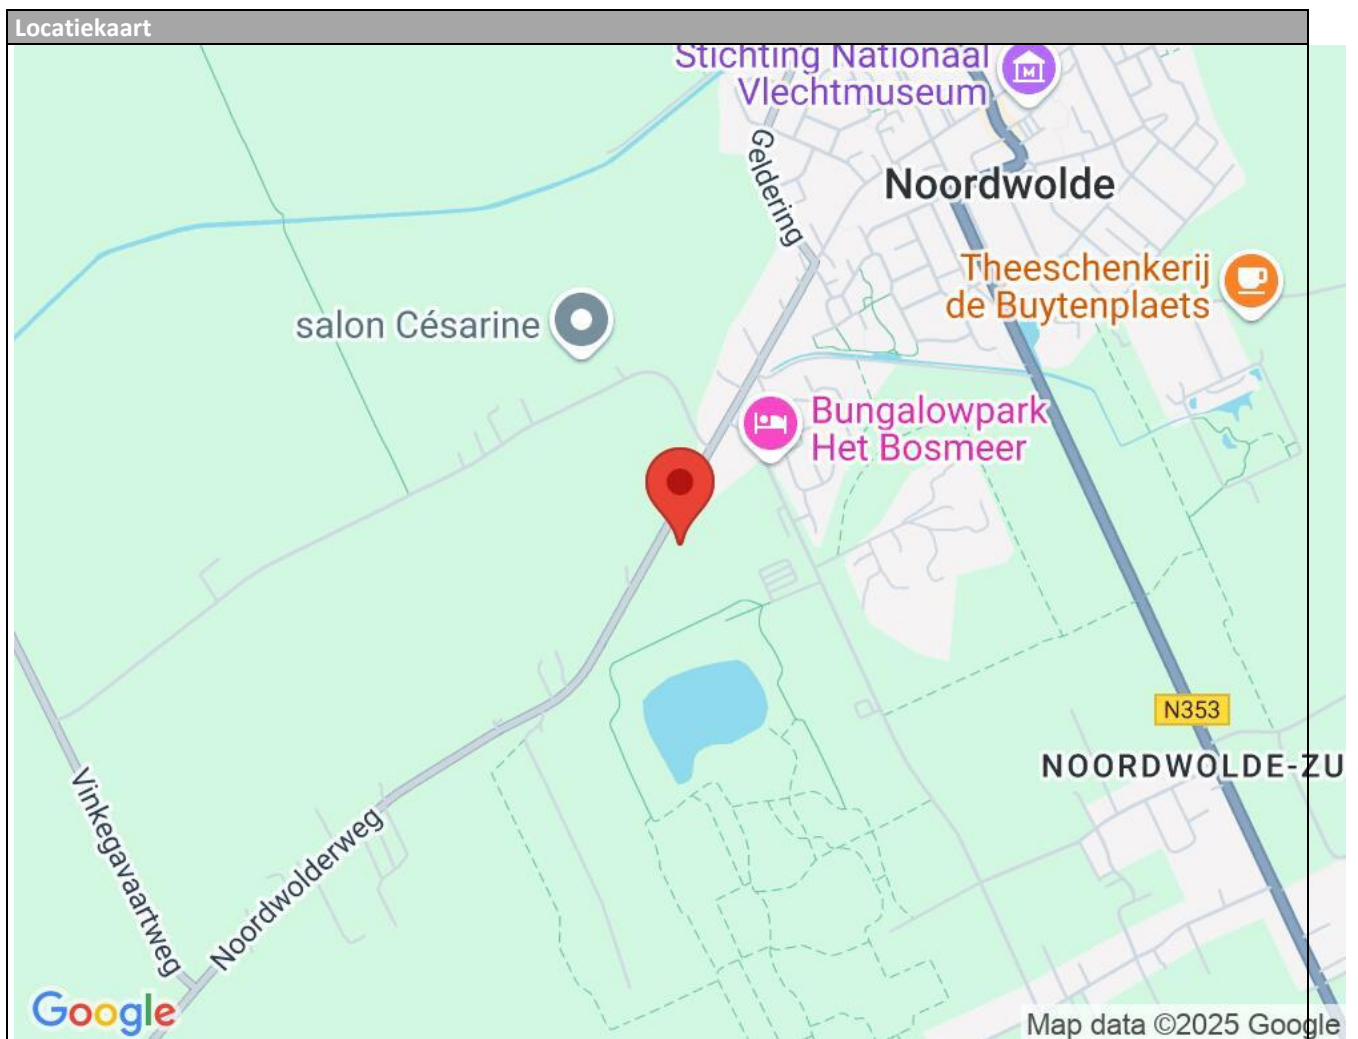 Locatiekaart
Stichting Nationaal
Vlechtmuseum
Geldering
Noordwolde
Theeschenkerij
de Buytenplaets
salon Césarine
Bungalowpark
Het Bosmeer
N353
NOORDWOLDE-ZU
Vinkegavaartweg
Noordwolderweg
Google
Map data ©2025 Google